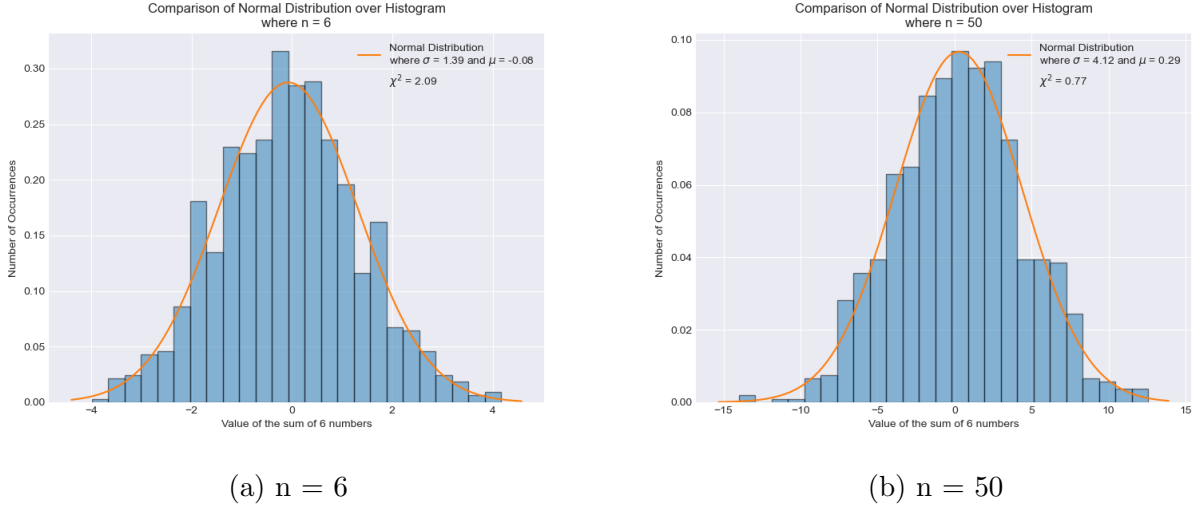 Comparison of Normal Distribution over Histogram
where n = 6
Normal Distribution
where σ = 1.39 and μ = -0.08
χ² = 2.09
Number of Occurrences
0.30
0.25
0.20
0.15
0.10
0.05
0.00
−4 −2 0 2 4
Value of the sum of 6 numbers
(a) n = 6
Comparison of Normal Distribution over Histogram
where n = 50
Normal Distribution
where σ = 4.12 and μ = 0.29
χ² = 0.77
Number of Occurrences
0.10
0.08
0.06
0.04
0.02
0.00
−15 −10 −5 0 5 10 15
Value of the sum of 6 numbers
(b) n = 50